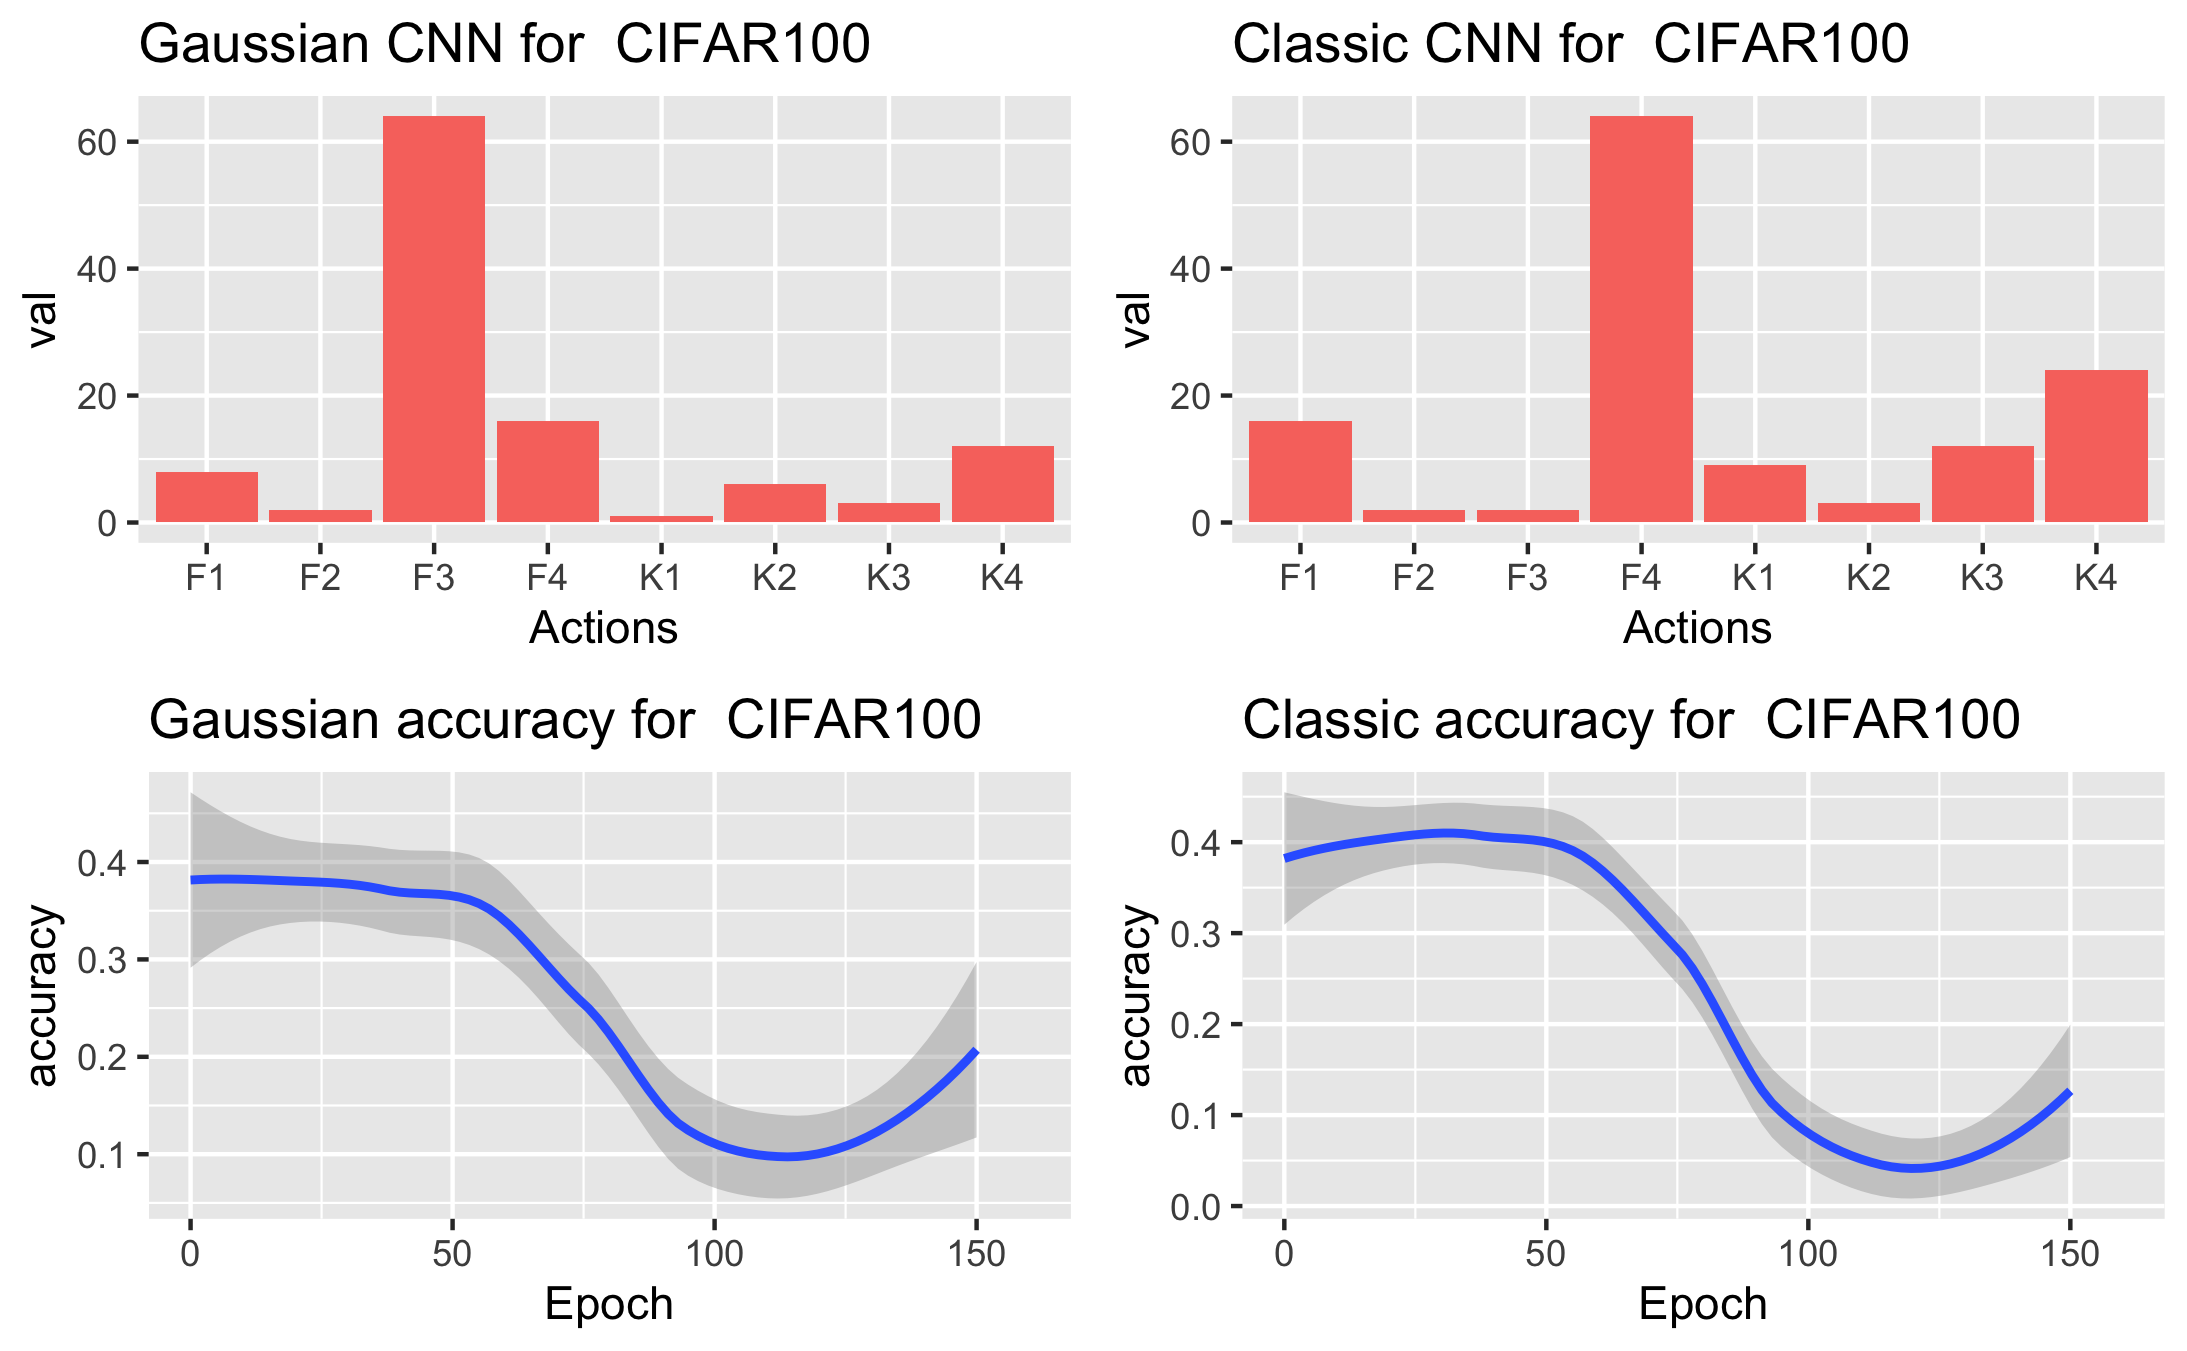 Gaussian CNN for  CIFAR100
val
60
40
20
0
F1 F2 F3 F4 K1 K2 K3 K4
Actions
Classic CNN for  CIFAR100
val
60
40
20
0
F1 F2 F3 F4 K1 K2 K3 K4
Actions
Gaussian accuracy for  CIFAR100
accuracy
0.4
0.3
0.2
0.1
0 50 100 150
Epoch
Classic accuracy for  CIFAR100
accuracy
0.4
0.3
0.2
0.1
0.0
0 50 100 150
Epoch